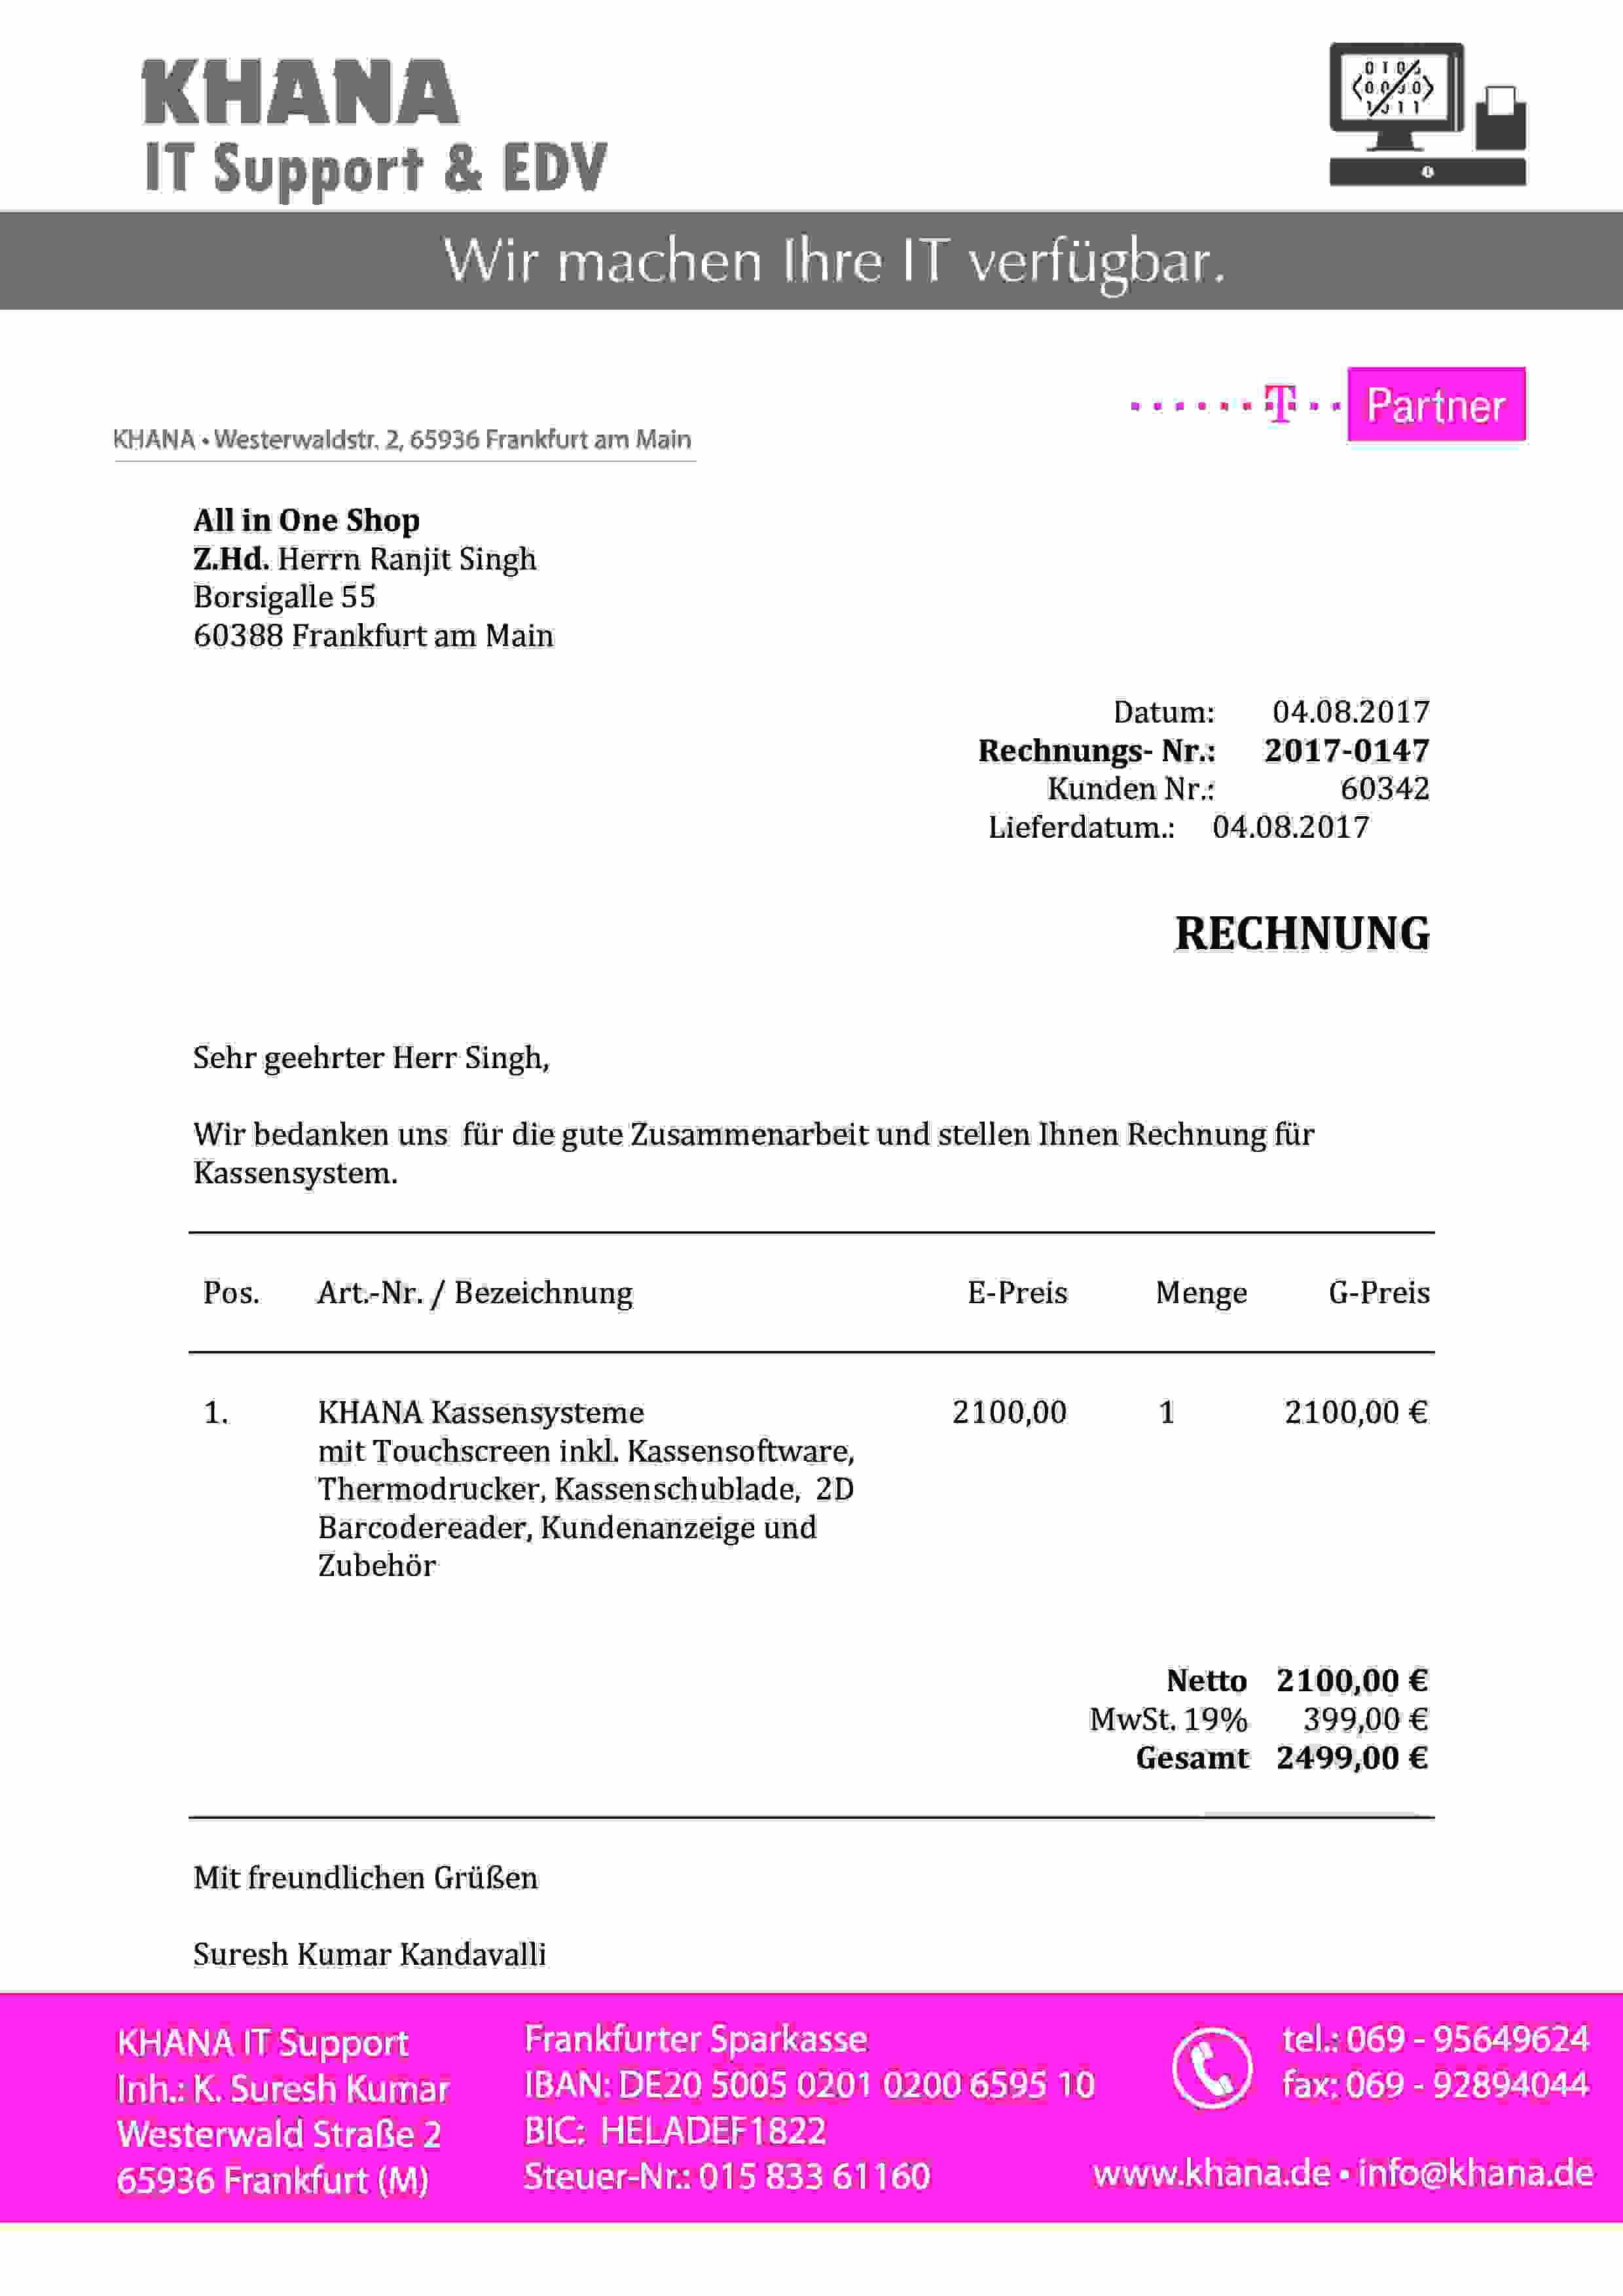 KHANA
IT Support & EDV
Wir machen Ihre IT verfügbar.
T Partner
KHANA • Westerwaldstr. 2, 65936 Frankfurt am Main
All in One Shop
Z.Hd. Herrn Ranjit Singh
Borsigalle 55
60388 Frankfurt am Main
Datum: 04.08.2017
Rechnungs- Nr.: 2017-0147
Kunden Nr.: 60342
Lieferdatum.: 04.08.2017
RECHNUNG
Sehr geehrter Herr Singh,
Wir bedanken uns für die gute Zusammenarbeit und stellen Ihnen Rechnung für
Kassensystem.
Pos. Art.-Nr. / Bezeichnung E-Preis Menge G-Preis
1. KHANA Kassensysteme 2100,00 1 2100,00 €
mit Touchscreen inkl. Kassensoftware,
Thermodrucker, Kassenschublade, 2D
Barcodereader, Kundenanzeige und
Zubehör
Netto 2100,00 €
MwSt. 19% 399,00 €
Gesamt 2499,00 €
Mit freundlichen Grüßen
Suresh Kumar Kandavalli
KHANA IT Support
Inh.: K. Suresh Kumar
Westerwald Straße 2
65936 Frankfurt (M)
Frankfurter Sparkasse
IBAN: DE20 5005 0201 0200 6595 10
BIC: HELADEF1822
Steuer-Nr.: 015 833 61160
tel.: 069 - 95649624
fax: 069 - 92894044
www.khana.de • info@khana.de